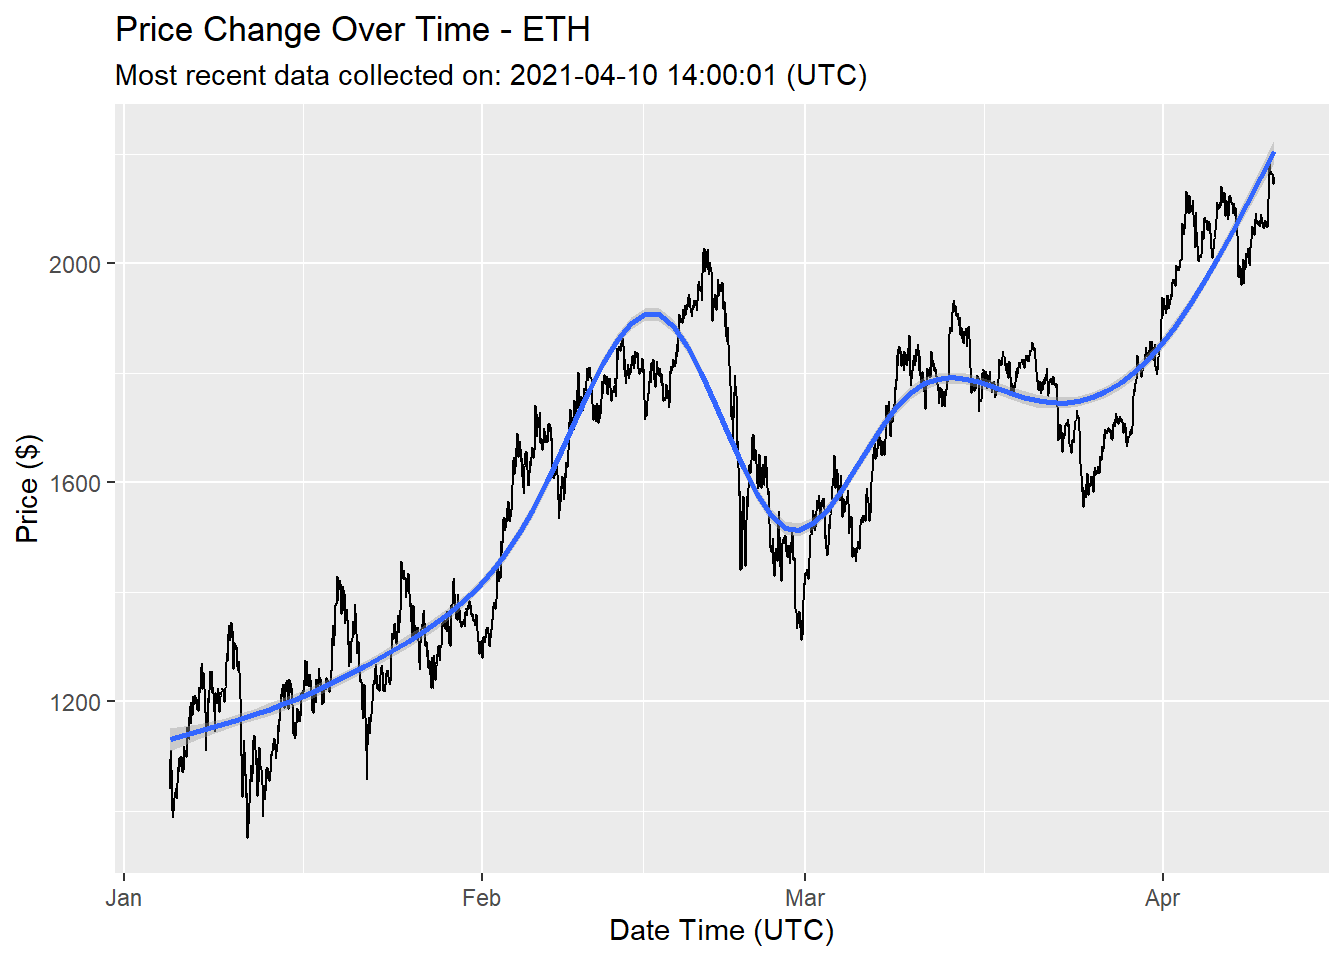 Price Change Over Time - ETH
Most recent data collected on: 2021-04-10 14:00:01 (UTC)
Price ($)
2000
1600
1200
Jan Feb Mar Apr
Date Time (UTC)